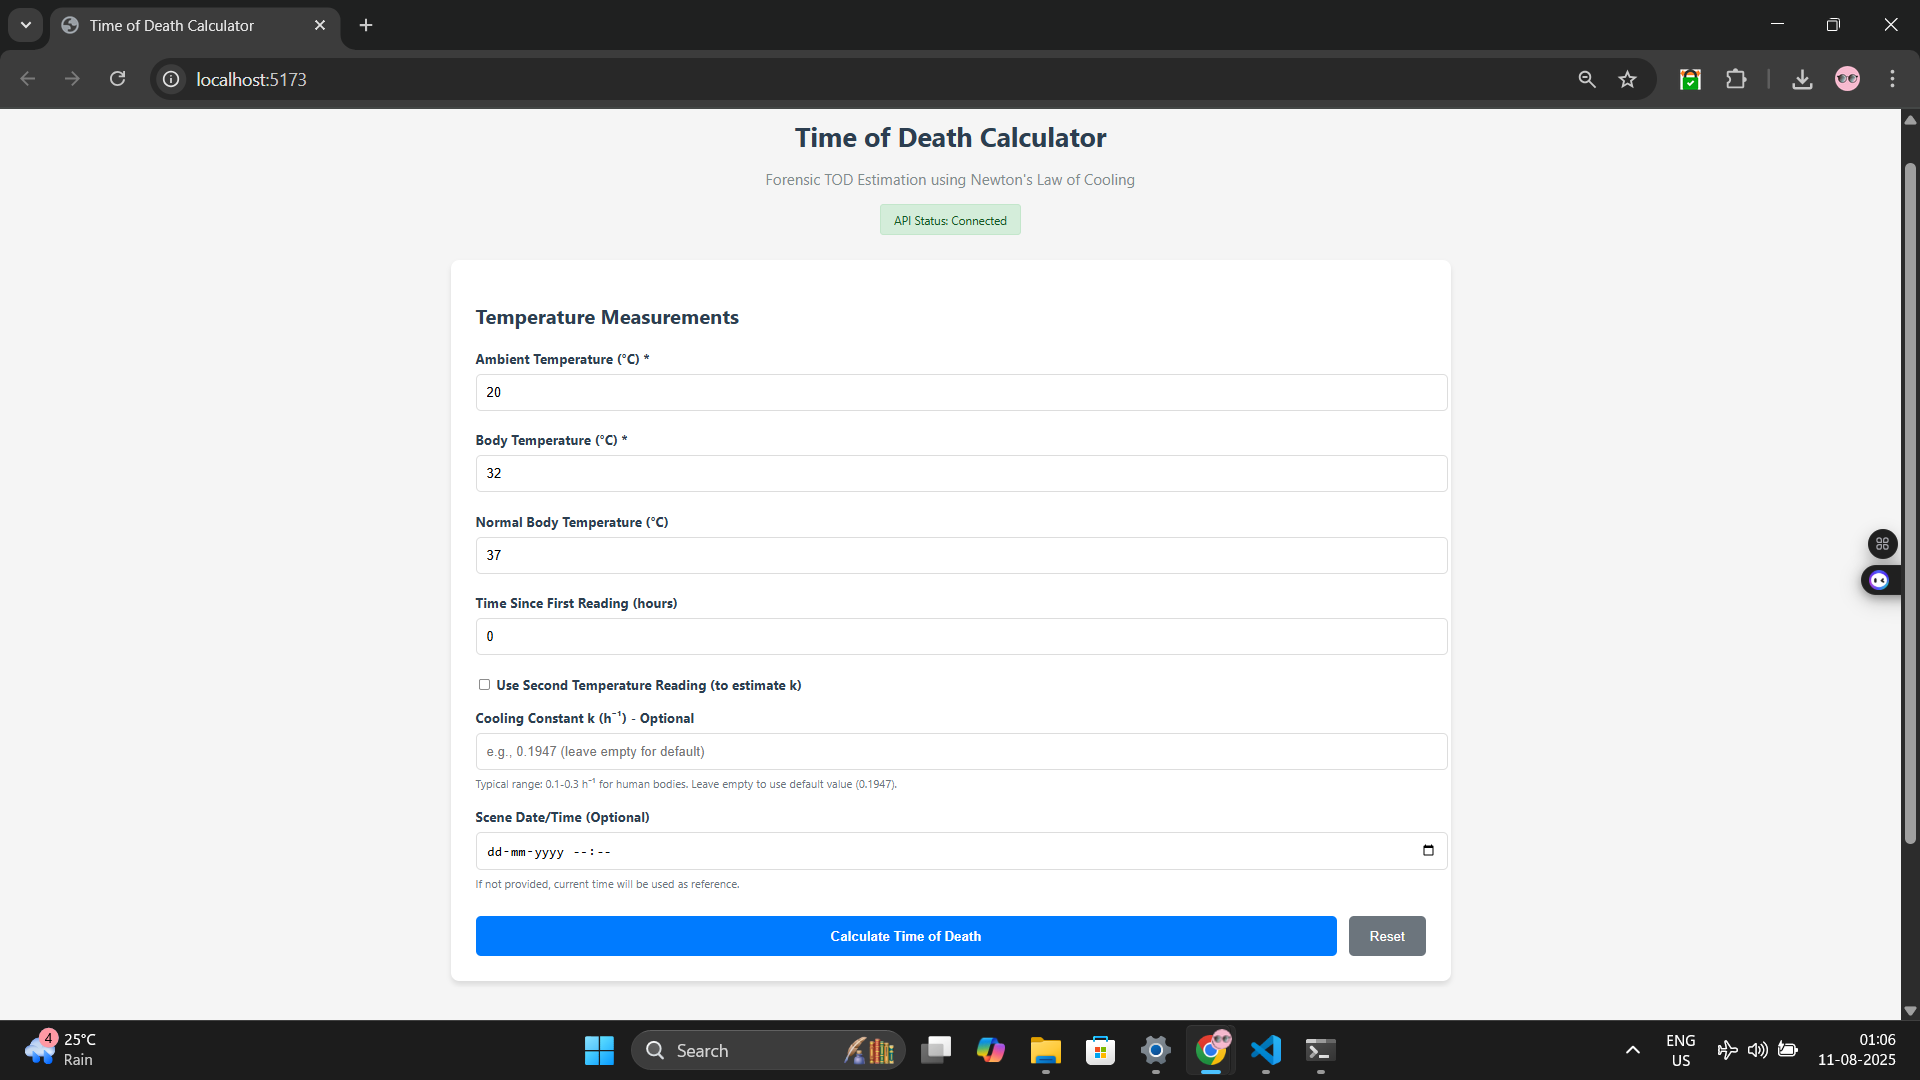 Time of Death Calculator
localhost:5173
Time of Death Calculator
Forensic TOD Estimation using Newton's Law of Cooling
API Status: Connected
Temperature Measurements
Ambient Temperature (°C) *
20
Body Temperature (°C) *
32
Normal Body Temperature (°C)
37
Time Since First Reading (hours)
0
Use Second Temperature Reading (to estimate k)
Cooling Constant k (h⁻¹) - Optional
e.g., 0.1947 (leave empty for default)
Typical range: 0.1-0.3 h⁻¹ for human bodies. Leave empty to use default value (0.1947).
Scene Date/Time (Optional)
dd-mm-yyyy --:--
If not provided, current time will be used as reference.
Calculate Time of Death
Reset
4
25°C
Rain
Search
ENG
US
01:06
11-08-2025